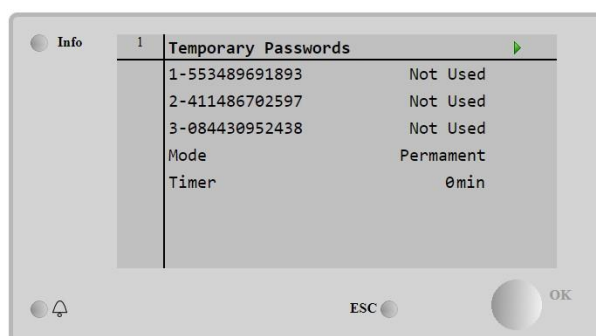 Info
1 Temporary Passwords
1-553489691893 Not Used
2-411486702597 Not Used
3-084430952438 Not Used
Mode Permament
Timer 0min
ESC
OK